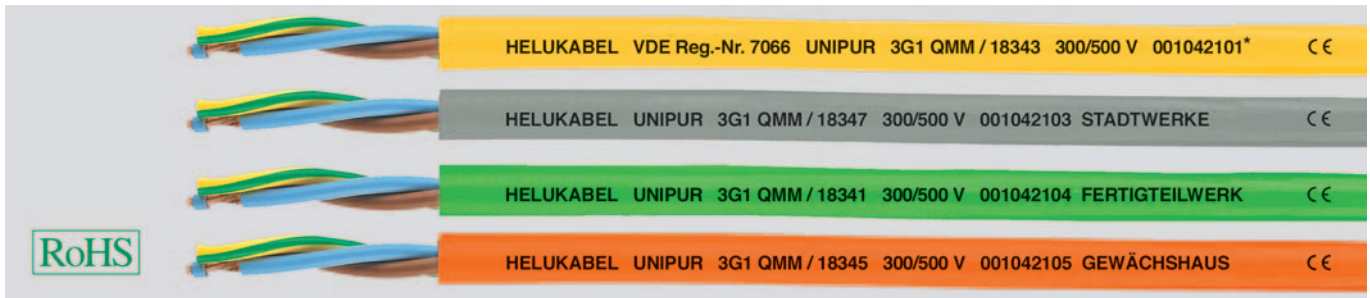 HELUKABEL VDE Reg.-Nr. 7066 UNIPUR 3G1 QMM / 18343 300/500 V 001042101* CE
HELUKABEL UNIPUR 3G1 QMM / 18347 300/500 V 001042103 STADTWERKE CE
HELUKABEL UNIPUR 3G1 QMM / 18341 300/500 V 001042104 FERTIGTEILWERK CE
RoHS
HELUKABEL UNIPUR 3G1 QMM / 18345 300/500 V 001042105 GEWÄCHSHAUS CE